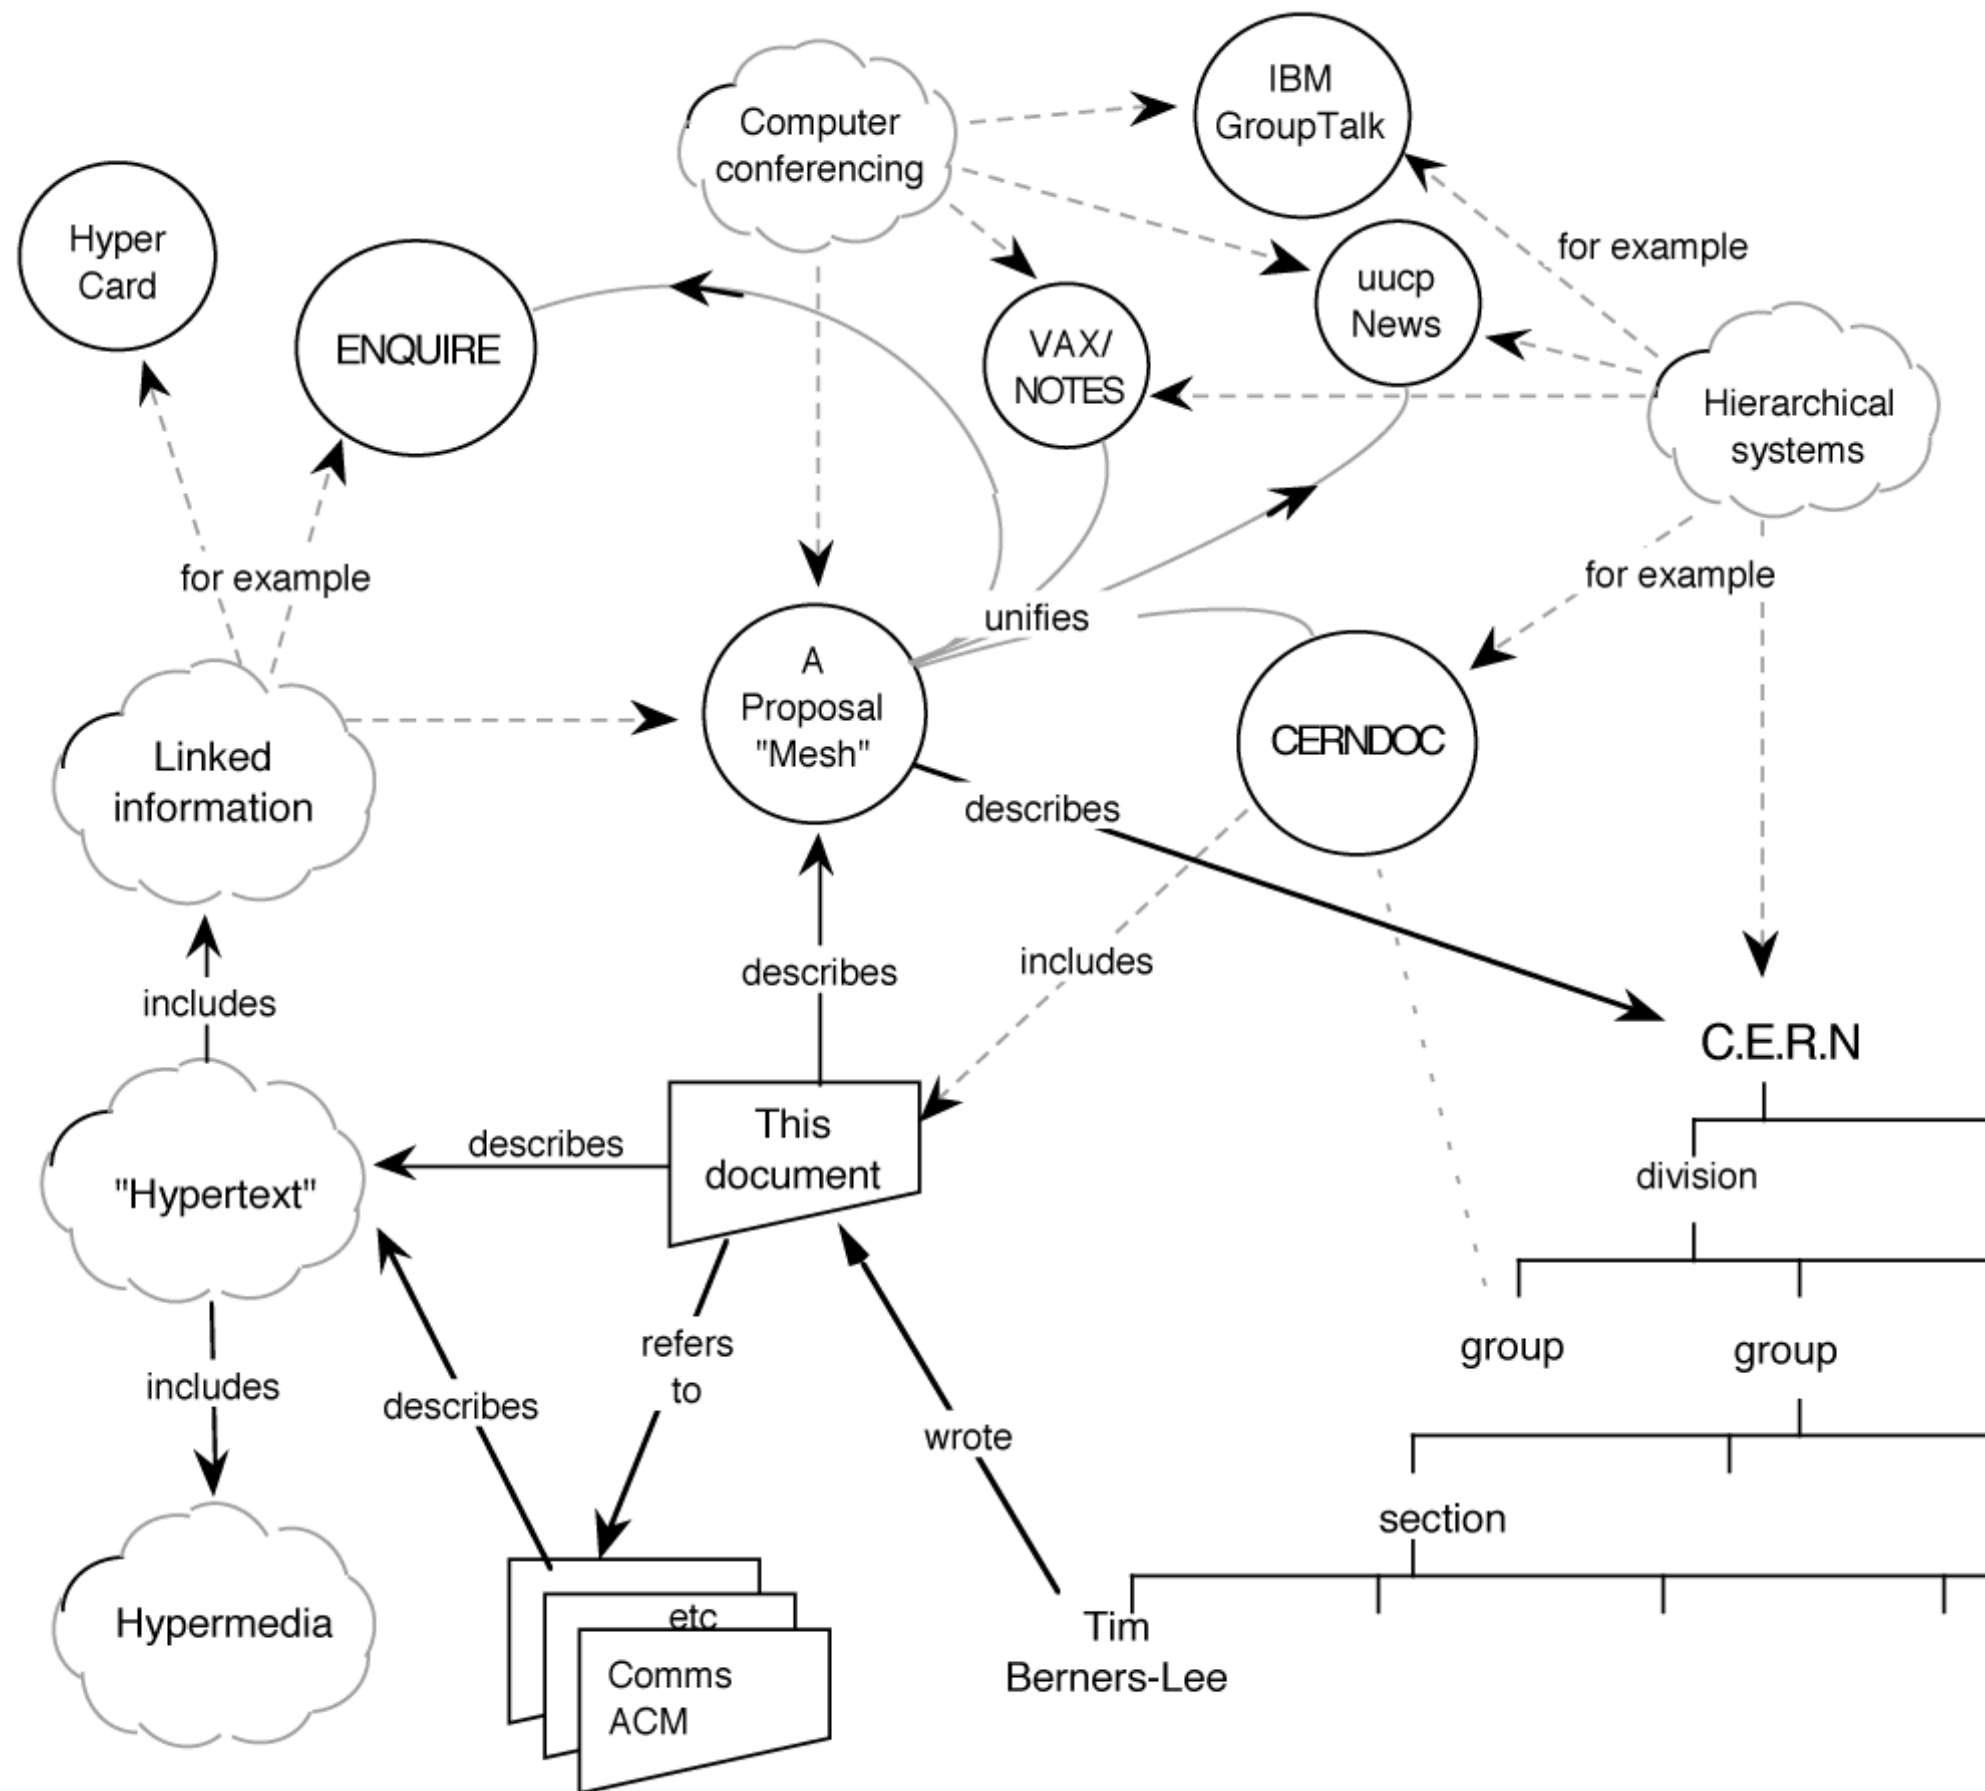 IBM
GroupTalk
Computer
conferencing
Hyper
Card
for example
uucp
News
ENQUIRE
VAX/
NOTES
Hierarchical
systems
for example
for example
unifies
A
Proposal
"Mesh"
CERNDOC
Linked
information
describes
includes
describes
includes
C.E.R.N
This
document
describes
division
"Hypertext"
refers
to
group
group
includes
describes
wrote
section
Hypermedia
etc
Comms
ACM
Tim
Berners-Lee